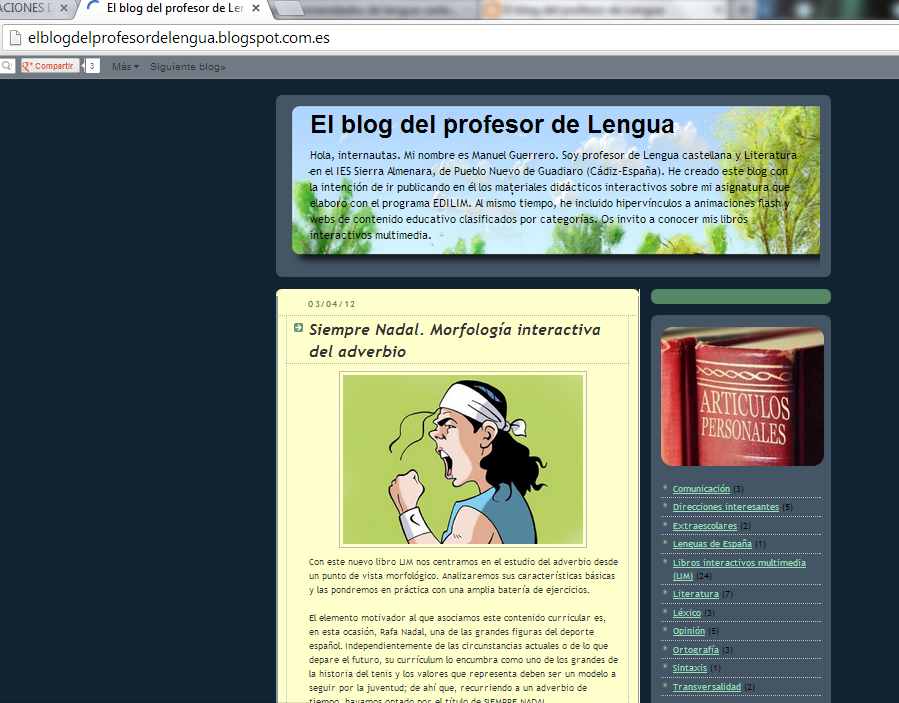 ACIONES D
El blog del profesor de Ler
elblogdelprofesordelengua.blogspot.com.es
Compartir
3
Más
Siguiente blog»
El blog del profesor de Lengua
Hola, internautas. Mi nombre es Manuel Guerrero. Soy profesor de Lengua castellana y Literatura
en el IES Sierra Almenara, de Pueblo Nuevo de Guadiaro (Cádiz-España). He creado este blog con
la intención de ir publicando en él los materiales didácticos interactivos sobre mi asignatura que
elaboro con el programa EDILIM. Al mismo tiempo, he incluido hipervínculos a animaciones flash y
webs de contenido educativo clasificados por categorías. Os invito a conocer mis libros
interactivos multimedia.
03/04/12
Siempre Nadal. Morfología interactiva
del adverbio
Con este nuevo libro LIM nos centramos en el estudio del adverbio desde
un punto de vista morfológico. Analizaremos sus características básicas
y las pondremos en práctica con una amplia batería de ejercicios.
El elemento motivador al que asociamos este contenido curricular es,
en esta ocasión, Rafa Nadal, una de las grandes figuras del deporte
español. Independientemente de las circunstancias actuales o de lo que
depare el futuro, su currículum lo encumbra como uno de los grandes de
la historia del tenis y los valores que representa deben ser un modelo a
seguir por la juventud; de ahí que, recurriendo a un adverbio de
tiempo, hayamos optado por el título de SIEMPRE NADAL.
ARTICULOS
PERSONALES
Comunicación (3)
Direcciones interesantes (5)
Extraescolares (2)
Lenguas de España (1)
Libros interactivos multimedia
(LIM) (24)
Literatura (7)
Léxico (3)
Opinión (5)
Ortografía (3)
Sintaxis (1)
Transversalidad (2)